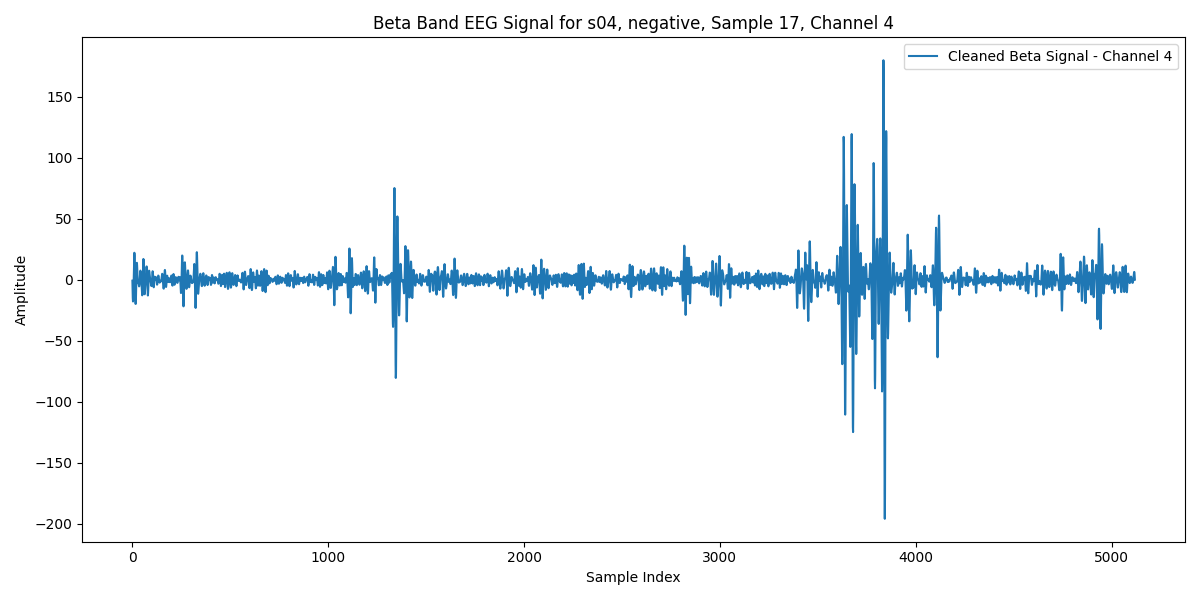 Beta Band EEG Signal for s04, negative, Sample 17, Channel 4
Cleaned Beta Signal - Channel 4
Amplitude
150
100
50
0
−50
−100
−150
−200
0 1000 2000 3000 4000 5000
Sample Index